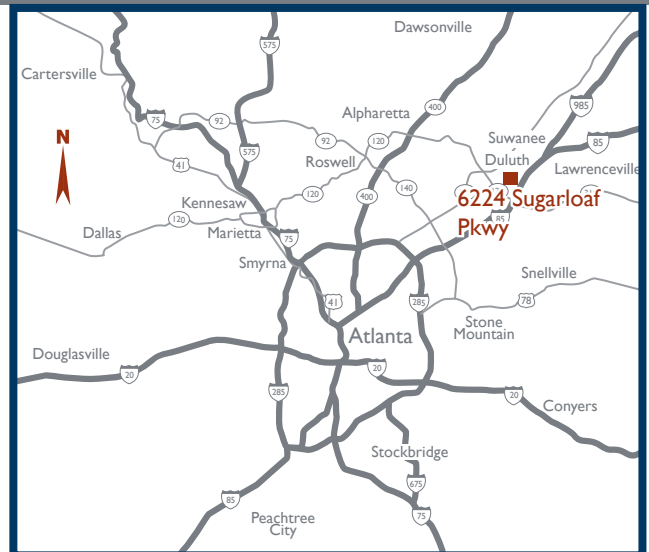 Dawsonville
575
Cartersville
985
400
Alpharetta
75
92
92
120
Suwanee
85
575
Roswell
Duluth
41
Lawrenceville
120
400
140
6224 Sugarloaf
Pkwy
85
Kennesaw
120
Marietta
Dallas
75
Smyrna
N
Snellville
285
41
78
Stone
Mountain
Atlanta
Douglasville
20
20
285
20
Conyers
Stockbridge
675
85
75
Peachtree
City